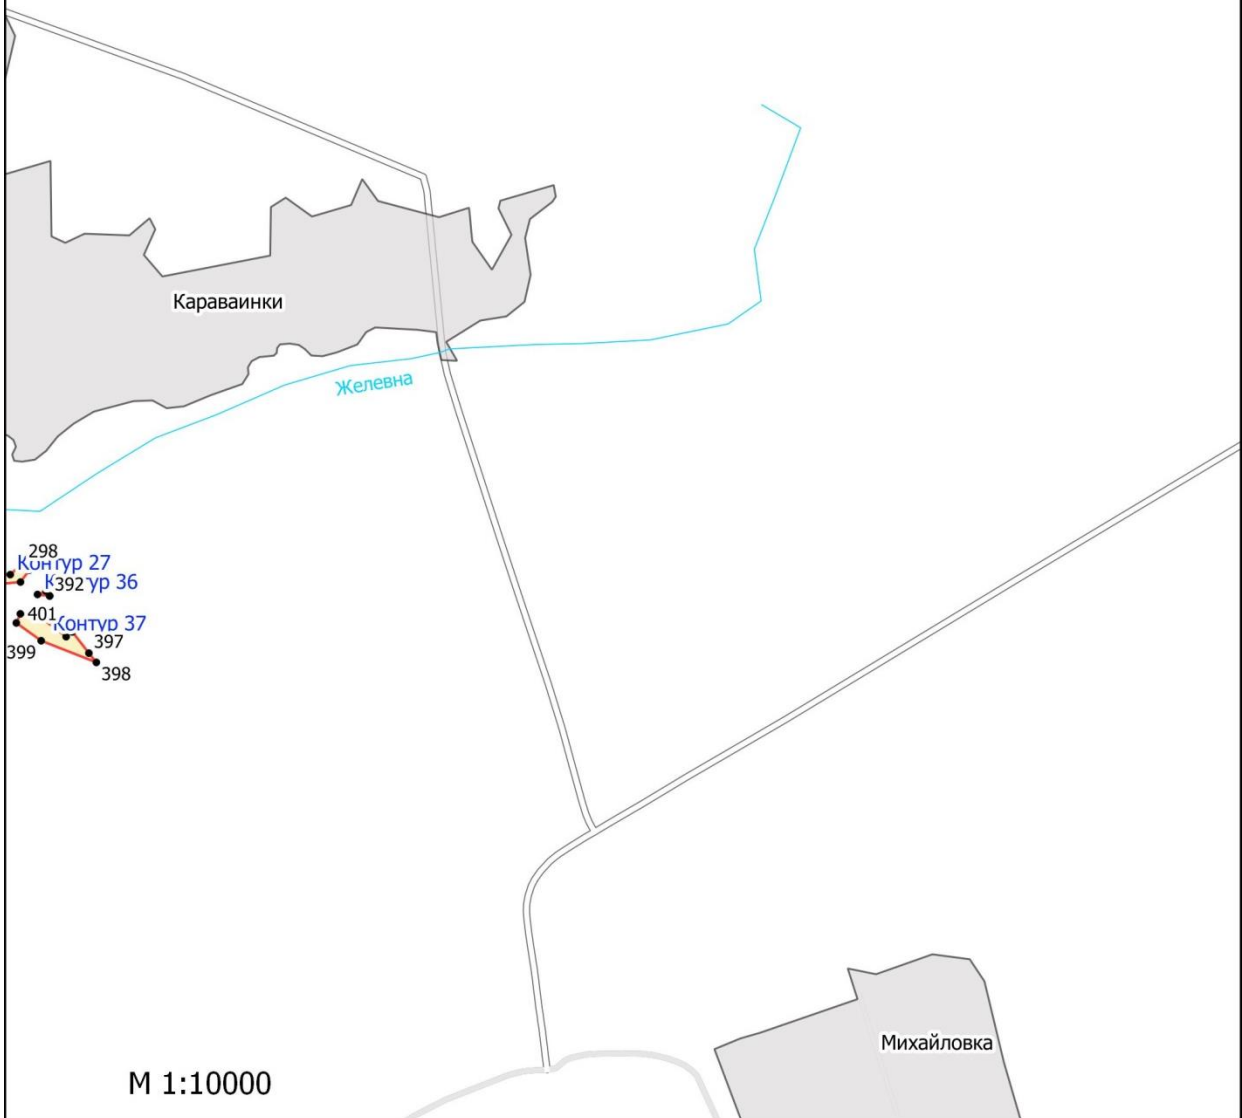 Караваинки
Желевна
298
Контур 27
Контур 36
392
401
Контур 37
397
399
398
Михайловка
М 1:10000